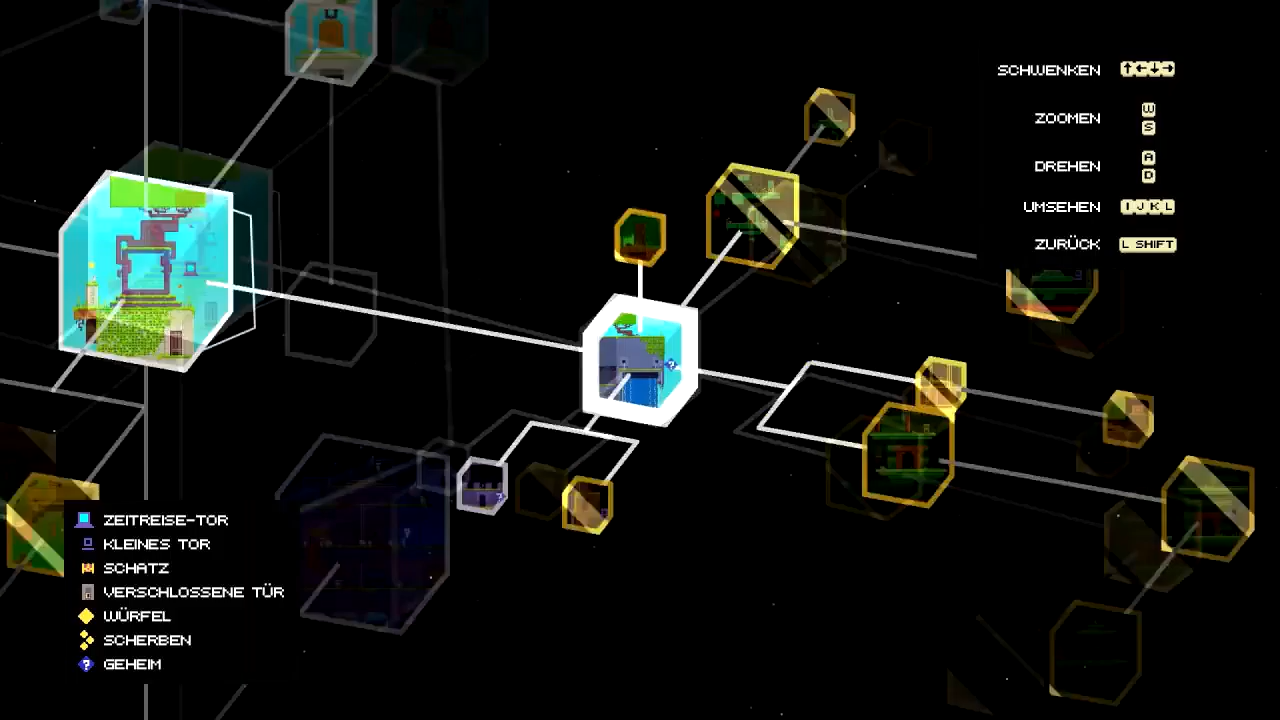 SCHWENKEN ↑←↓→
ZOOMEN W S
DREHEN A D
UMSEHEN I J K L
ZURÜCK L SHIFT
ZEITREISE-TOR
KLEINES TOR
SCHATZ
VERSCHLOSSENE TÜR
WÜRFEL
SCHERBEN
? GEHEIM